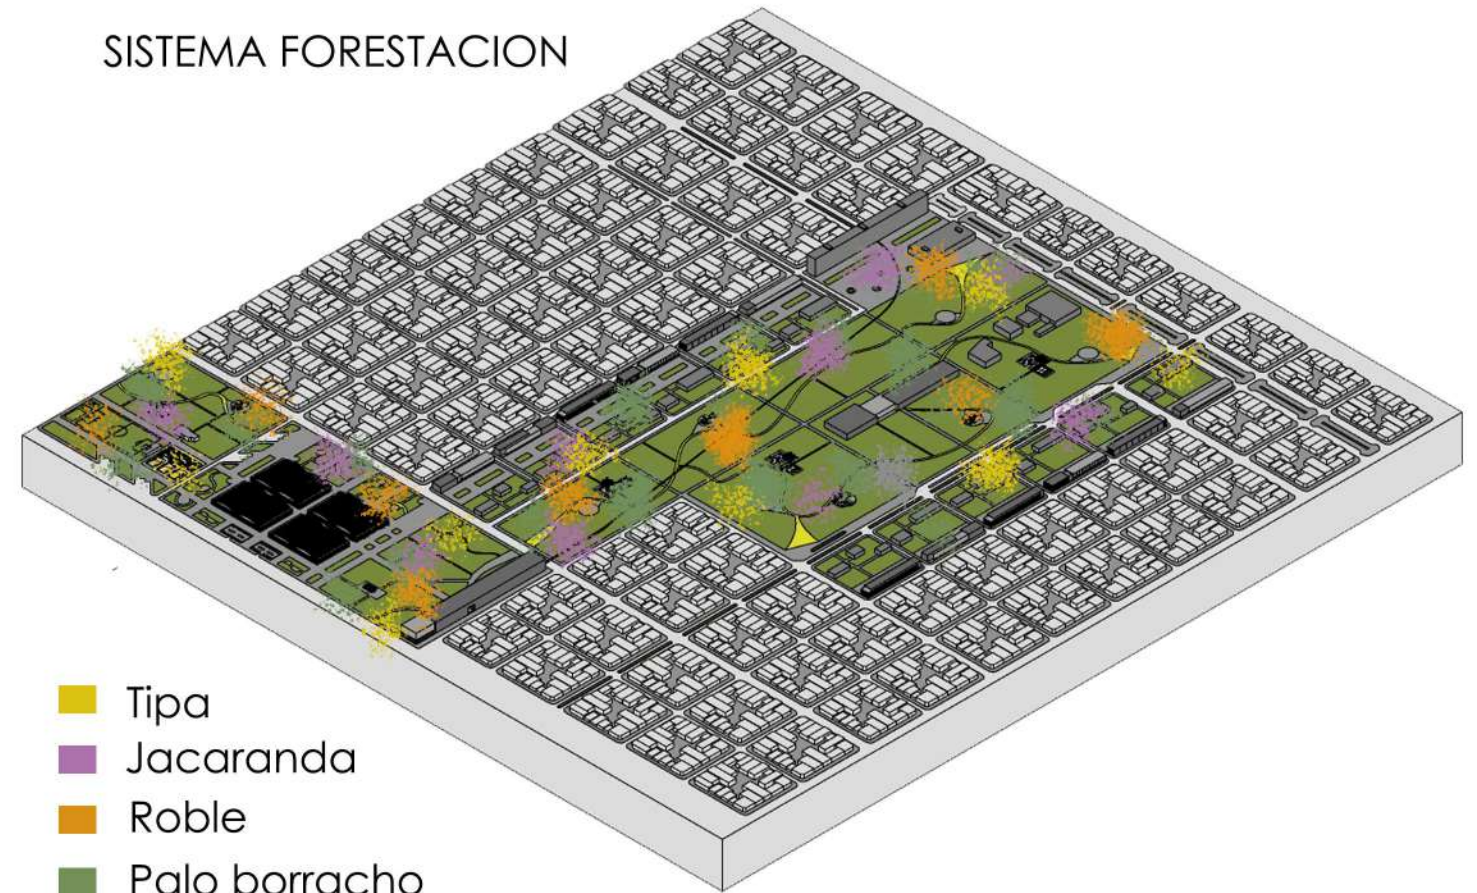 SISTEMA FORESTACION
Tipa
Jacaranda
Roble
Palo borracho